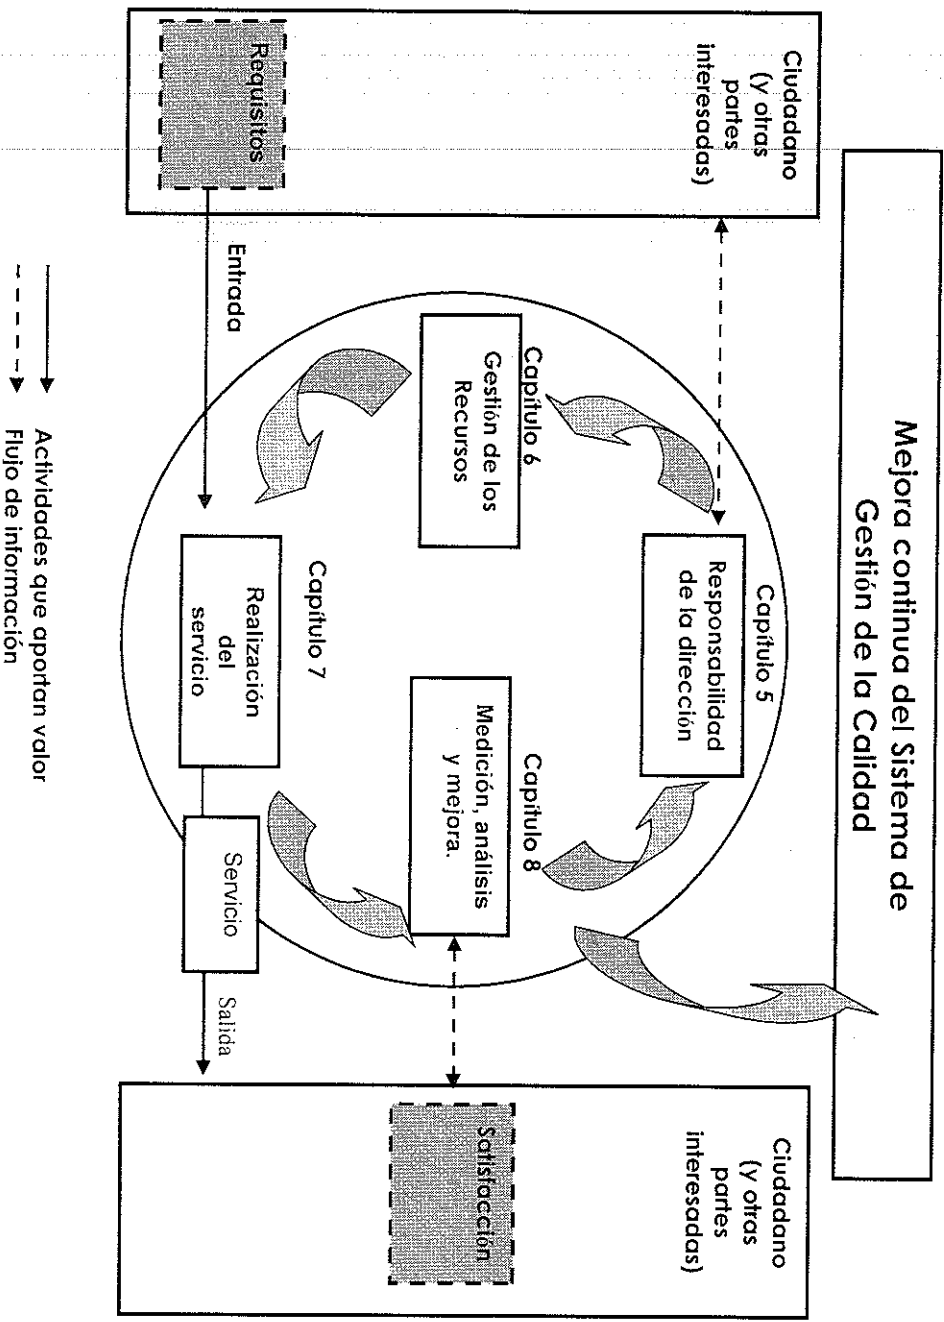 Mejora continua del Sistema de
Gestión de la Calidad
Ciudadano
(y otras
partes
interesadas)
Requisitos
Entrada
Capítulo 5
Responsabilidad
de la dirección
Capítulo 6
Gestión de los
Recursos
Capítulo 8
Medición, análisis
y mejora.
Capítulo 7
Realización
del
servicio
Servicio
Salida
Ciudadano
(y otras
partes
interesadas)
Satisfacción
Actividades que aportan valor
Flujo de información